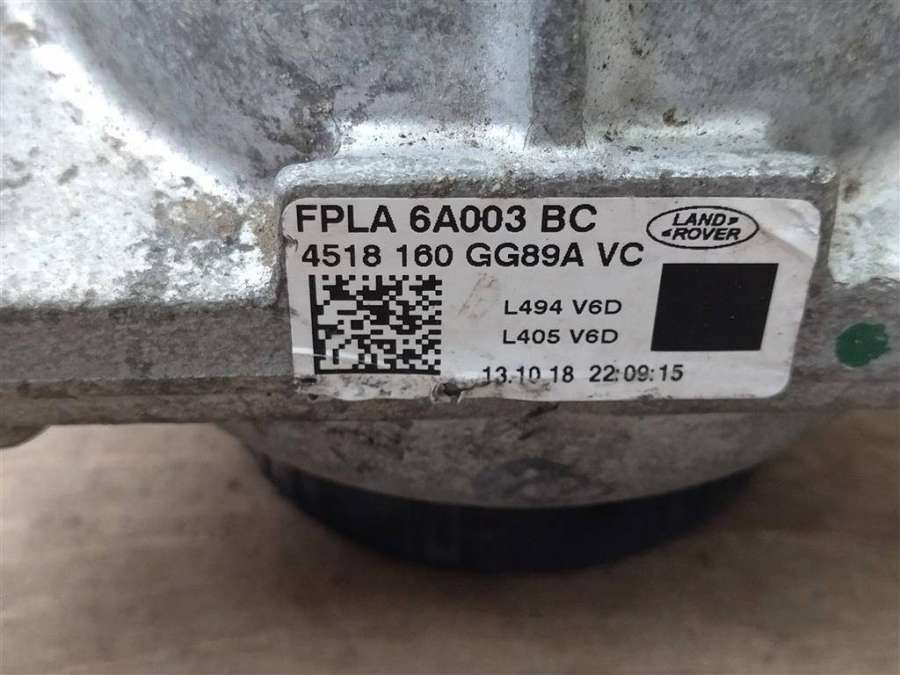 FPLA 6A003 BC
LAND
ROVER
4518 160 GG89A VC
L494 V6D
L405 V6D
13.10.18 22:09:15